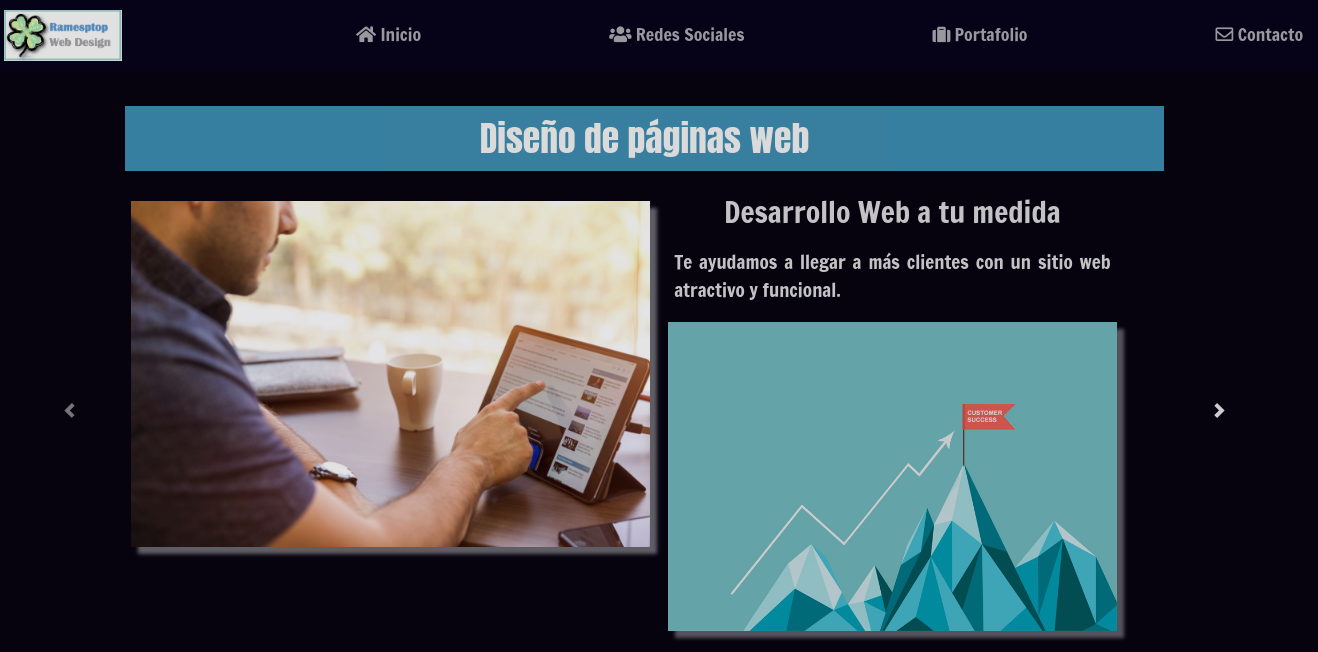 Ramesptop
Web Design
Inicio
Redes Sociales
Portafolio
Contacto
Diseño de páginas web
Desarrollo Web a tu medida
Te ayudamos a llegar a más clientes con un sitio web
atractivo y funcional.
CUSTOMER
SUCCESS